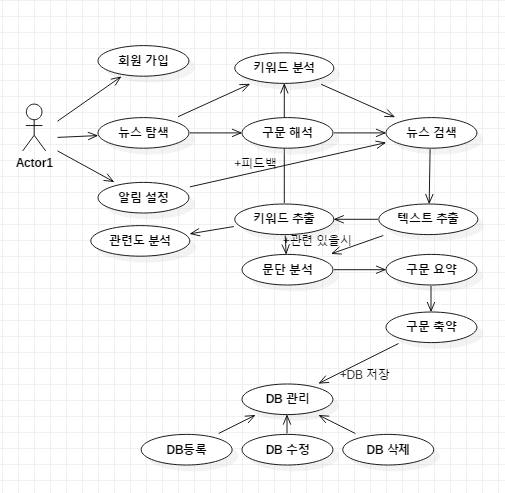 회원 가입
키워드 분석
뉴스 탐색
구문 해석
뉴스 검색
Actor1
+피드백
알림 설정
키워드 추출
텍스트 추출
관련도 분석
+관련 있을시
문단 분석
구문 요약
구문 축약
+DB 저장
DB 관리
DB등록
DB 수정
DB 삭제